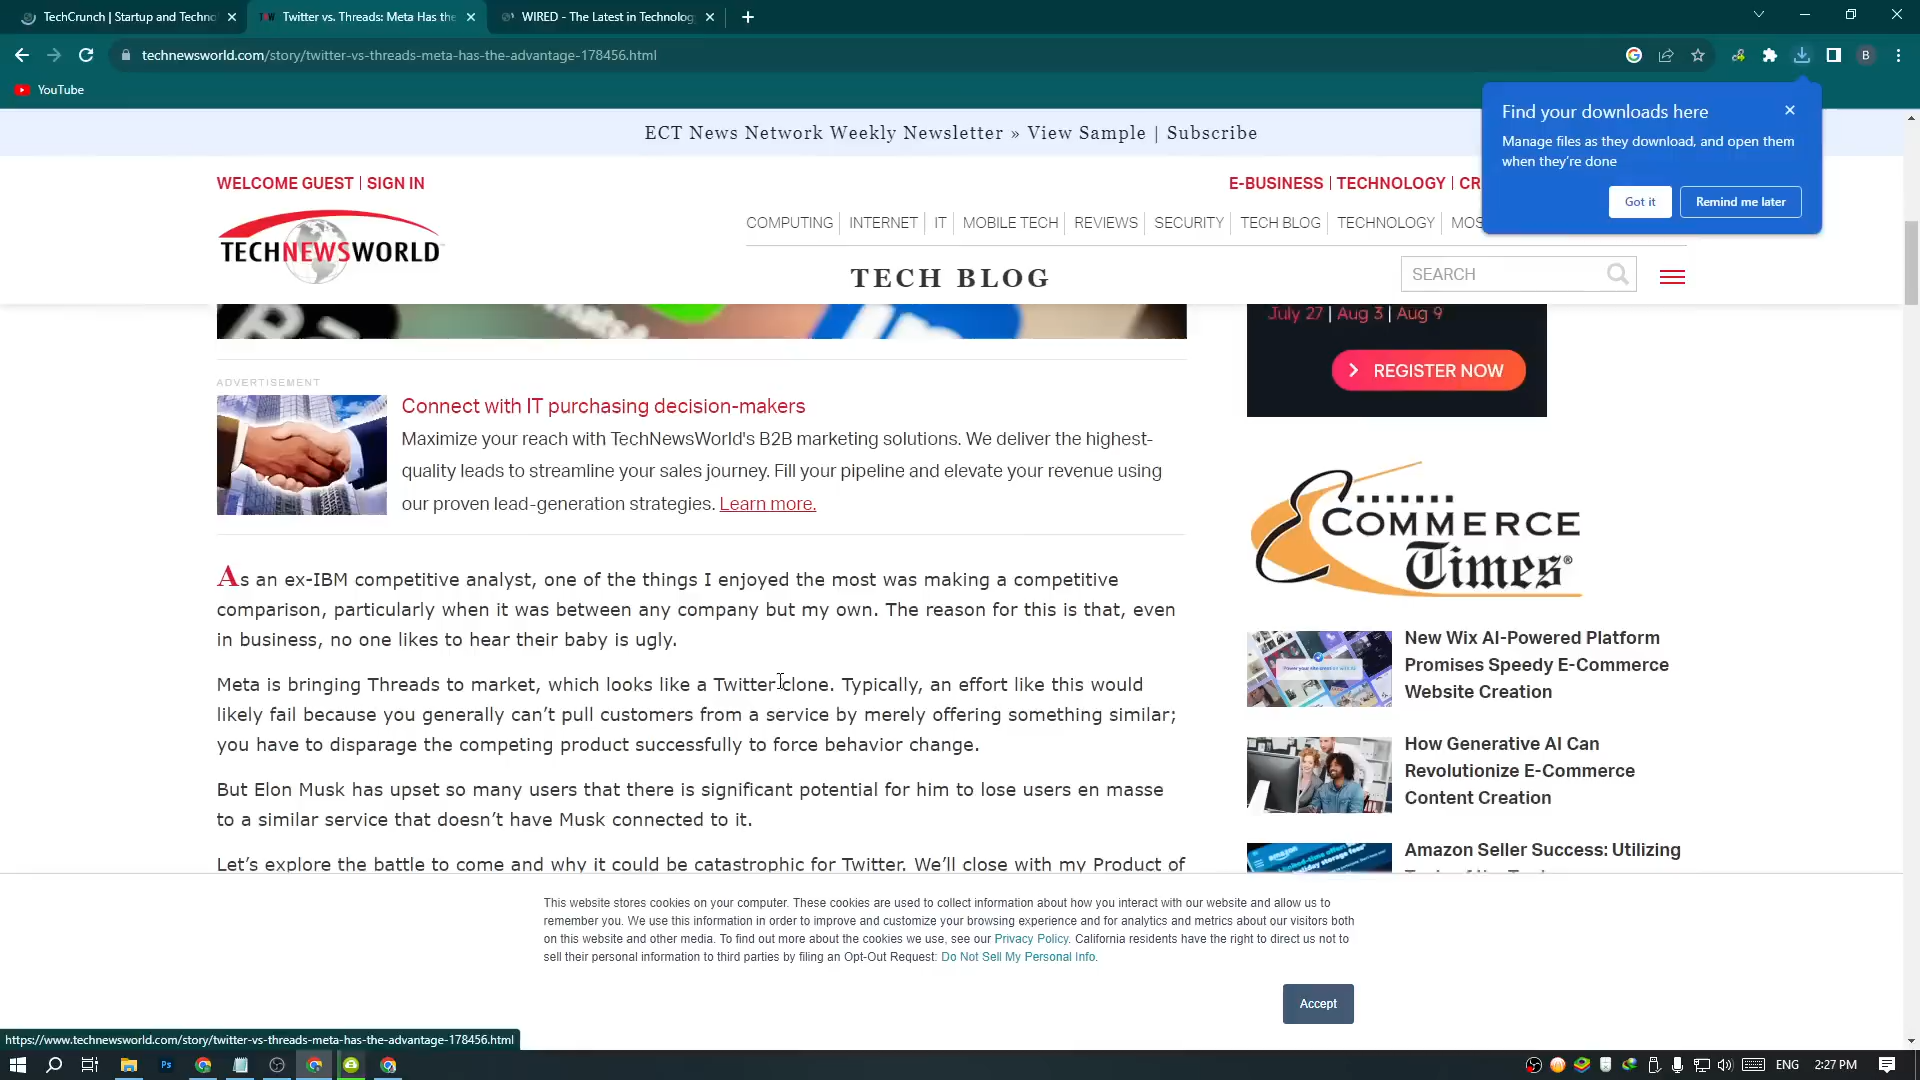 TechCrunch | Startup and Techno
Twitter vs. Threads: Meta Has the
WIRED - The Latest in Technolog
technewsworld.com/story/twitter-vs-threads-meta-has-the-advantage-178456.html
B
YouTube
Find your downloads here
Manage files as they download, and open them
when they're done
Got it
Remind me later
ECT News Network Weekly Newsletter » View Sample | Subscribe
WELCOME GUEST | SIGN IN
E-BUSINESS | TECHNOLOGY | CR
TECHNEWSWORLD
COMPUTING | INTERNET | IT | MOBILE TECH | REVIEWS | SECURITY | TECH BLOG | TECHNOLOGY | MOS
TECH BLOG
SEARCH
in
July 27 | Aug 3 | Aug 9
REGISTER NOW
ADVERTISEMENT
Connect with IT purchasing decision-makers
Maximize your reach with TechNewsWorld's B2B marketing solutions. We deliver the highest-
quality leads to streamline your sales journey. Fill your pipeline and elevate your revenue using
our proven lead-generation strategies. Learn more.
As an ex-IBM competitive analyst, one of the things I enjoyed the most was making a competitive
comparison, particularly when it was between any company but my own. The reason for this is that, even
in business, no one likes to hear their baby is ugly.
Meta is bringing Threads to market, which looks like a Twitter clone. Typically, an effort like this would
likely fail because you generally can’t pull customers from a service by merely offering something similar;
you have to disparage the competing product successfully to force behavior change.
But Elon Musk has upset so many users that there is significant potential for him to lose users en masse
to a similar service that doesn’t have Musk connected to it.
Let’s explore the battle to come and why it could be catastrophic for Twitter. We’ll close with my Product of
E COMMERCE
Times®
New Wix AI-Powered Platform
Promises Speedy E-Commerce
Website Creation
How Generative AI Can
Revolutionize E-Commerce
Content Creation
Amazon Seller Success: Utilizing
This website stores cookies on your computer. These cookies are used to collect information about how you interact with our website and allow us to
remember you. We use this information in order to improve and customize your browsing experience and for analytics and metrics about our visitors both
on this website and other media. To find out more about the cookies we use, see our Privacy Policy. California residents have the right to direct us not to
sell their personal information to third parties by filing an Opt-Out Request: Do Not Sell My Personal Info.
Accept
https://www.technewsworld.com/story/twitter-vs-threads-meta-has-the-advantage-178456.html
Ps
ENG
2:27 PM